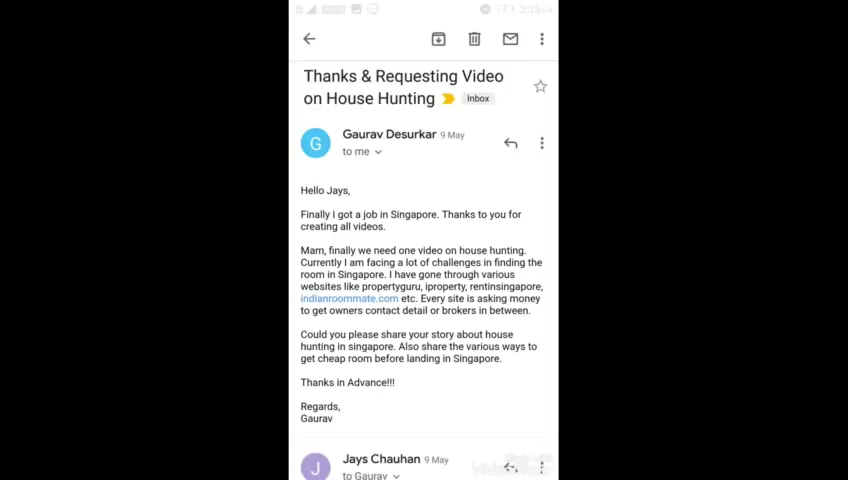 2:35
Thanks & Requesting Video
on House Hunting
Inbox
G
Gaurav Desurkar 9 May
to me
Hello Jays,
Finally I got a job in Singapore. Thanks to you for
creating all videos.
Mam, finally we need one video on house hunting.
Currently I am facing a lot of challenges in finding the
room in Singapore. I have gone through various
websites like propertyguru, iproperty, rentinsingapore,
indianroommate.com etc. Every site is asking money
to get owners contact detail or brokers in between.
Could you please share your story about house
hunting in singapore. Also share the various ways to
get cheap room before landing in Singapore.
Thanks in Advance!!!
Regards,
Gaurav
J
Jays Chauhan 9 May
to Gaurav